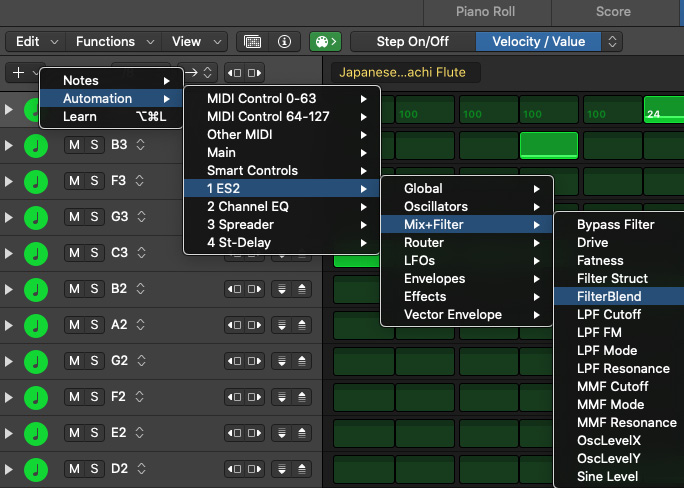 Piano Roll Score
Edit Functions View Step On/Off Velocity / Value
Japanese...achi Flute
Notes
Automation
Learn ⌥⌘L
MIDI Control 0-63
MIDI Control 64-127
Other MIDI
Main
Smart Controls
1 ES2
2 Channel EQ
3 Spreader
4 St-Delay
Global
Oscillators
Mix+Filter
Router
LFOs
Envelopes
Effects
Vector Envelope
Bypass Filter
Drive
Fatness
Filter Struct
FilterBlend
LPF Cutoff
LPF FM
LPF Mode
LPF Resonance
MMF Cutoff
MMF Mode
MMF Resonance
OscLevelX
OscLevelY
Sine Level
100 100 100 100 24
M S B3
M S F3
M S G3
M S C3
M S B2
M S A2
M S G2
M S F2
M S E2
M S D2